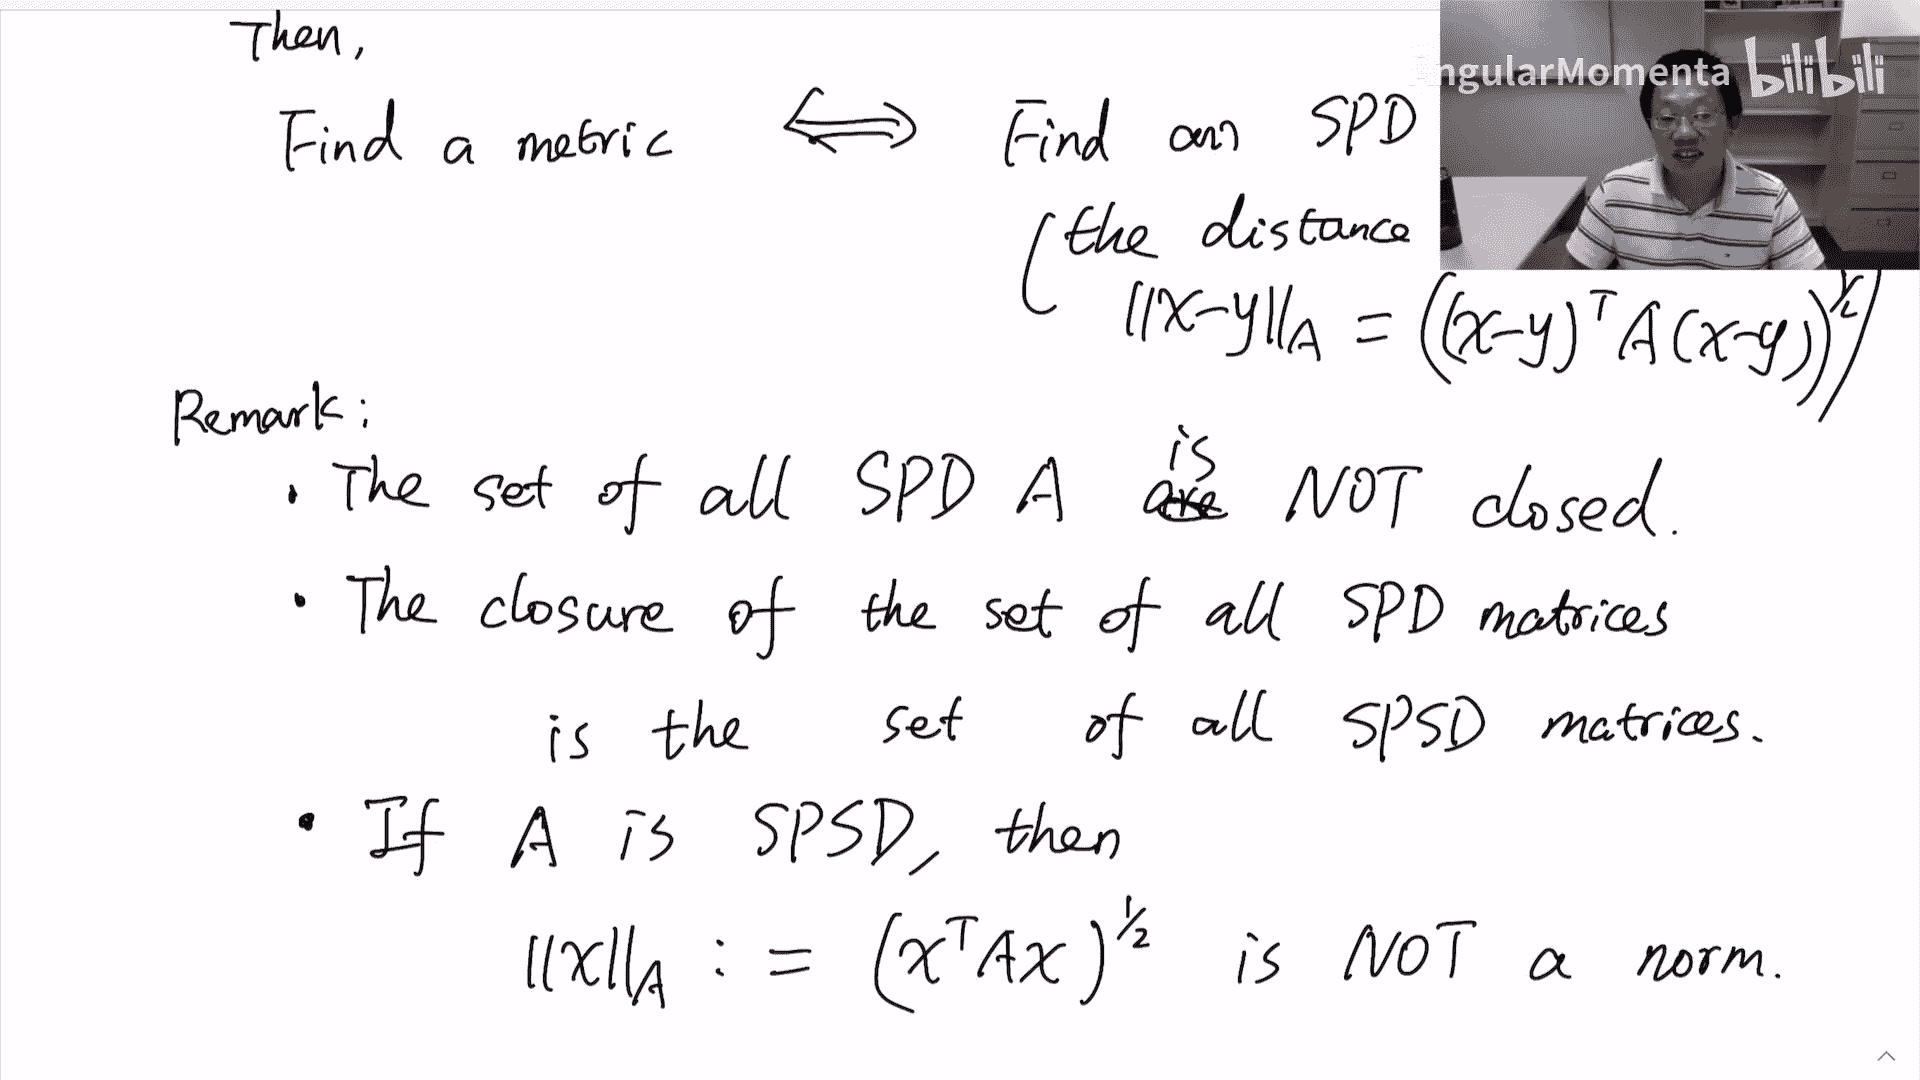 Then,
Find a metric ⟺ Find an SPD
(the distance
||x-y||_A = ((x-y)^T A(x-y))^{1/2})
Remark:
• The set of all SPD A is are NOT closed.
• The closure of the set of all SPD matrices
is the set of all SPSD matrices.
• If A is SPSD, then
||x||_A := (x^T A x)^{1/2} is NOT a norm.
ngularMomenta bilibili